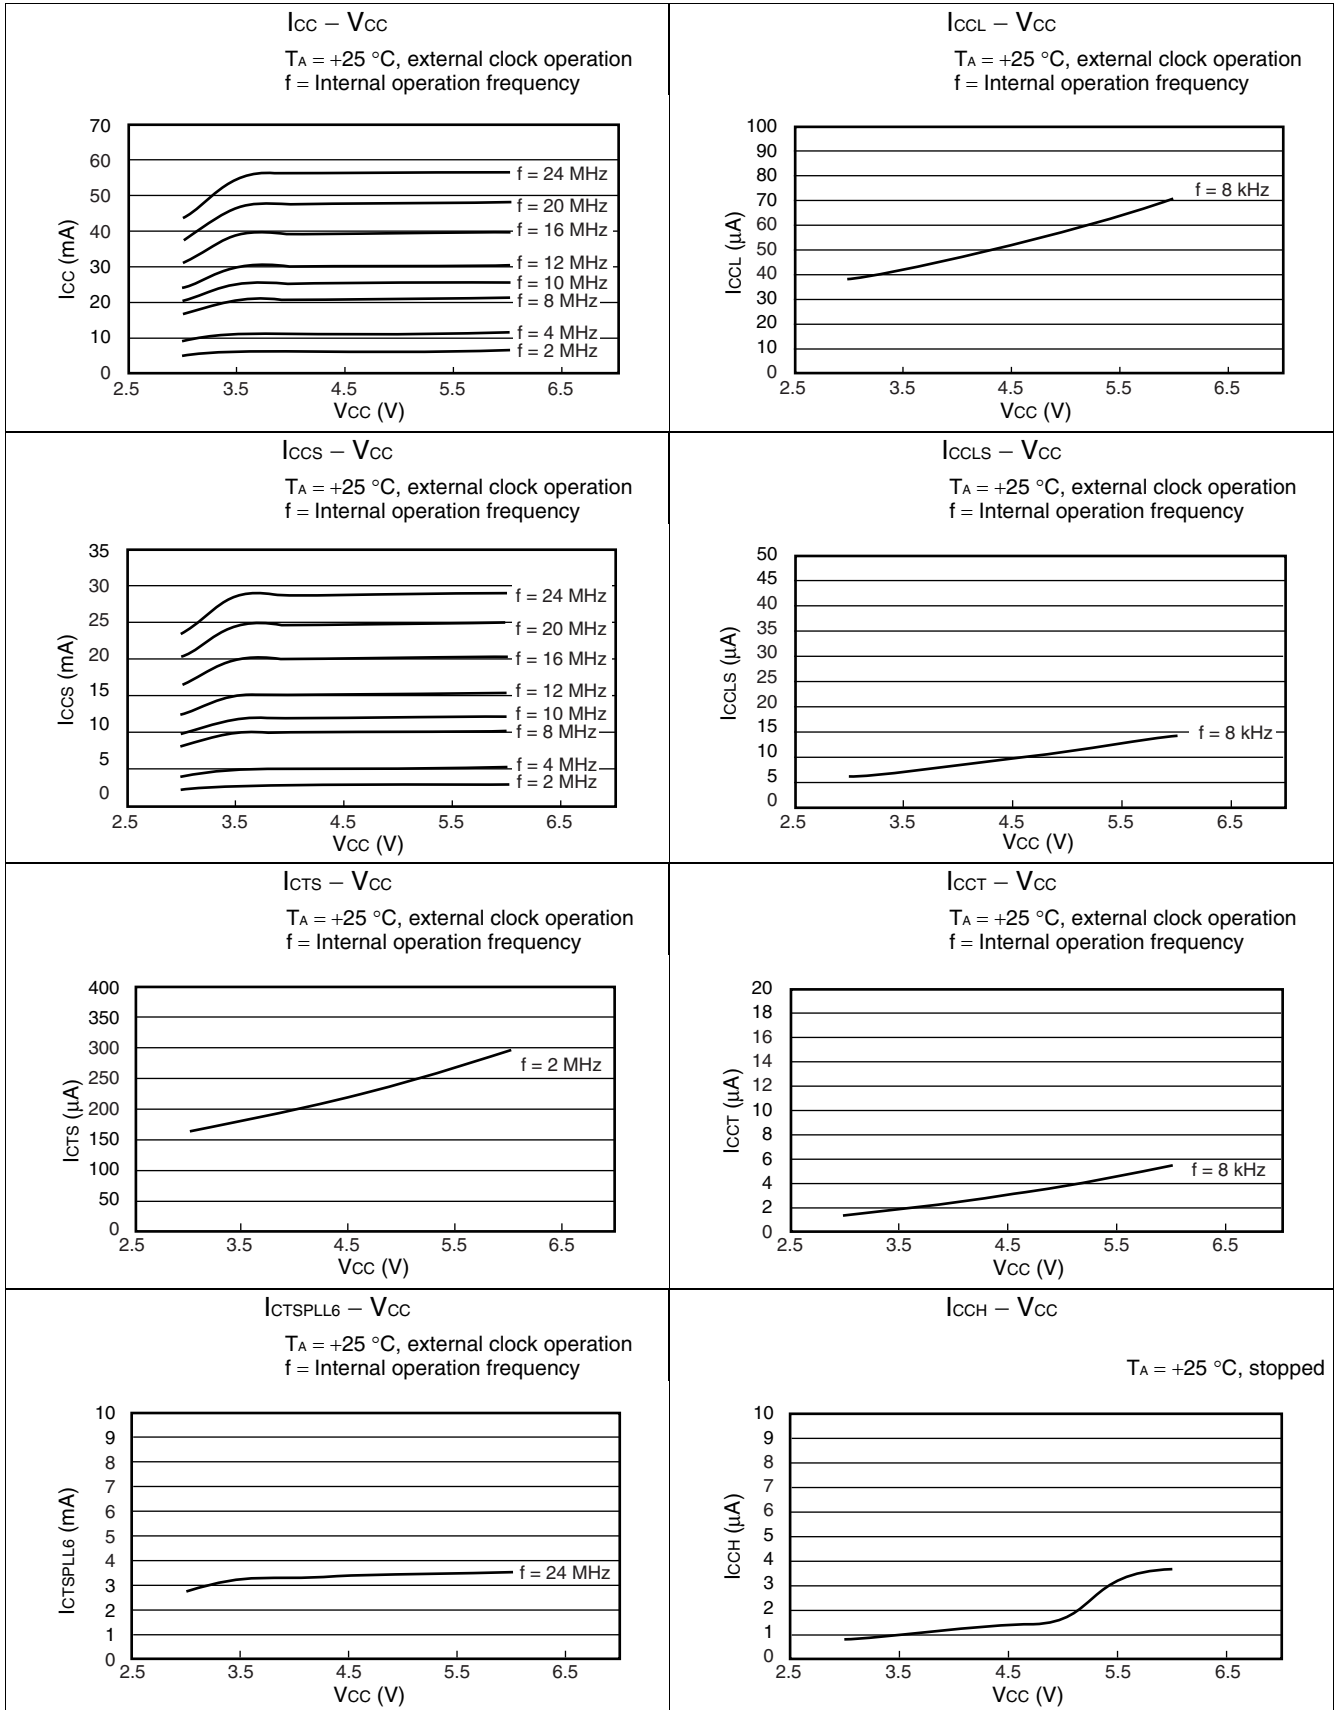 ICC − VCC
TA = +25 °C, external clock operation
f = Internal operation frequency
70
60
50
40
30
20
10
0
ICC (mA)
f = 24 MHz
f = 20 MHz
f = 16 MHz
f = 12 MHz
f = 10 MHz
f = 8 MHz
f = 4 MHz
f = 2 MHz
2.5 3.5 4.5 5.5 6.5
VCC (V)
ICCL − VCC
TA = +25 °C, external clock operation
f = Internal operation frequency
100
90
80
70
60
50
40
30
20
10
0
ICCL (µA)
f = 8 kHz
2.5 3.5 4.5 5.5 6.5
VCC (V)
ICCS − VCC
TA = +25 °C, external clock operation
f = Internal operation frequency
35
30
25
20
15
10
5
0
ICCS (mA)
f = 24 MHz
f = 20 MHz
f = 16 MHz
f = 12 MHz
f = 10 MHz
f = 8 MHz
f = 4 MHz
f = 2 MHz
2.5 3.5 4.5 5.5 6.5
VCC (V)
ICCLS − VCC
TA = +25 °C, external clock operation
f = Internal operation frequency
50
45
40
35
30
25
20
15
10
5
0
ICCLS (µA)
f = 8 kHz
2.5 3.5 4.5 5.5 6.5
VCC (V)
ICTS − VCC
TA = +25 °C, external clock operation
f = Internal operation frequency
400
350
300
250
200
150
100
50
0
ICTS (µA)
f = 2 MHz
2.5 3.5 4.5 5.5 6.5
VCC (V)
ICCT − VCC
TA = +25 °C, external clock operation
f = Internal operation frequency
20
18
16
14
12
10
8
6
4
2
0
ICCT (µA)
f = 8 kHz
2.5 3.5 4.5 5.5 6.5
VCC (V)
ICTSPLL6 − VCC
TA = +25 °C, external clock operation
f = Internal operation frequency
10
9
8
7
6
5
4
3
2
1
0
ICTSPLL6 (mA)
f = 24 MHz
2.5 3.5 4.5 5.5 6.5
VCC (V)
ICCH − VCC
TA = +25 °C, stopped
10
9
8
7
6
5
4
3
2
1
0
ICCH (µA)
2.5 3.5 4.5 5.5 6.5
VCC (V)